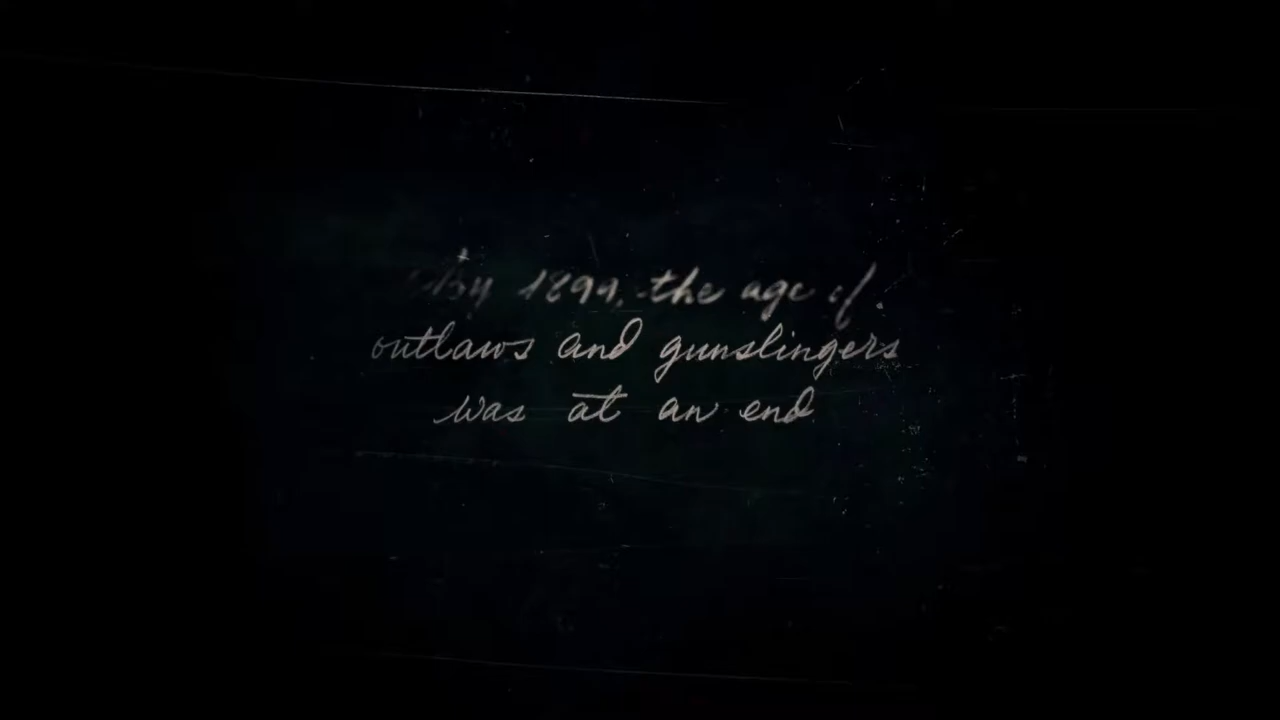 By 1899, the age of
outlaws and gunslingers
was at an end